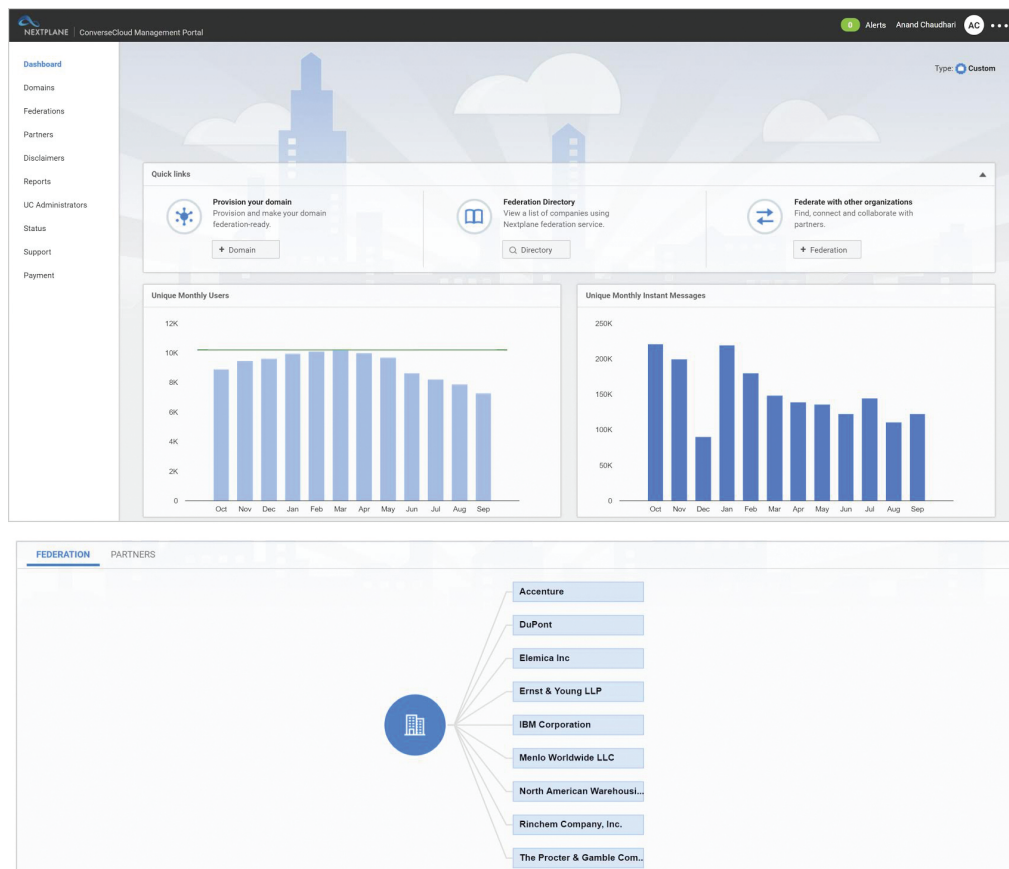 NEXTPLANE ConverseCloud Management Portal
0 Alerts Anand Chaudhari AC
Dashboard
Domains
Federations
Partners
Disclaimers
Reports
UC Administrators
Status
Support
Payment
Type: Custom
Quick links
Provision your domain
Provision and make your domain
federation-ready.
+ Domain
Federation Directory
View a list of companies using
Nextplane federation service.
Directory
Federate with other organizations
Find, connect and collaborate with
partners.
+ Federation
Unique Monthly Users
12K
10K
8K
6K
4K
2K
0
Oct Nov Dec Jan Feb Mar Apr May Jun Jul Aug Sep
Unique Monthly Instant Messages
250K
200K
150K
100K
50K
0
Oct Nov Dec Jan Feb Mar Apr May Jun Jul Aug Sep
FEDERATION PARTNERS
Accenture
DuPont
Elemica Inc
Ernst & Young LLP
IBM Corporation
Menlo Worldwide LLC
North American Warehousi...
Rinchem Company, Inc.
The Procter & Gamble Com..